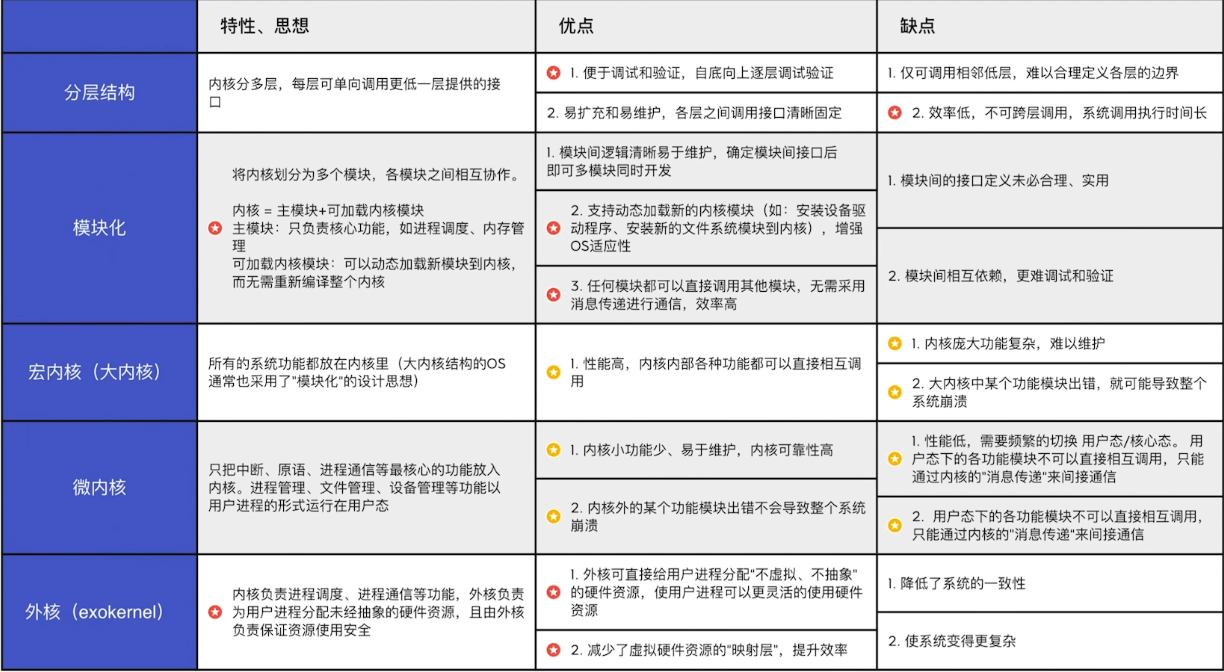 特性、思想
优点
缺点
分层结构
内核分多层，每层可单向调用更低一层提供的接
口
1. 便于调试和验证，自底向上逐层调试验证
2. 易扩充和易维护，各层之间调用接口清晰固定
1. 仅可调用相邻低层，难以合理定义各层的边界
2. 效率低，不可跨层调用，系统调用执行时间长
模块化
将内核划分为多个模块，各模块之间相互协作。
内核 = 主模块+可加载内核模块
主模块：只负责核心功能，如进程调度、内存管
理
可加载内核模块：可以动态加载新模块到内核，
而无需重新编译整个内核
1. 模块间逻辑清晰易于维护，确定模块间接口后
即可多模块同时开发
2. 支持动态加载新的内核模块（如：安装设备驱
动程序、安装新的文件系统模块到内核），增强
OS适应性
3. 任何模块都可以直接调用其他模块，无需采用
消息传递进行通信，效率高
1. 模块间的接口定义未必合理、实用
2. 模块间相互依赖，更难调试和验证
宏内核（大内核）
所有的系统功能都放在内核里（大内核结构的OS
通常也采用了"模块化"的设计思想）
1. 性能高，内核内部各种功能都可以直接相互调
用
1. 内核庞大功能复杂，难以维护
2. 大内核中某个功能模块出错，就可能导致整个
系统崩溃
微内核
只把中断、原语、进程通信等最核心的功能放入
内核。进程管理、文件管理、设备管理等功能以
用户进程的形式运行在用户态
1. 内核小功能少、易于维护，内核可靠性高
2. 内核外的某个功能模块出错不会导致整个系统
崩溃
1. 性能低，需要频繁的切换 用户态/核心态。 用
户态下的各功能模块不可以直接相互调用，只能
通过内核的"消息传递"来间接通信
2. 用户态下的各功能模块不可以直接相互调用，
只能通过内核的"消息传递"来间接通信
外核（exokernel）
内核负责进程调度、进程通信等功能，外核负责
为用户进程分配未经抽象的硬件资源，且由外核
负责保证资源使用安全
1. 外核可直接给用户进程分配“不虚拟、不抽象”
的硬件资源，使用户进程可以更灵活的使用硬件
资源
2. 减少了虚拟硬件资源的“映射层”，提升效率
1. 降低了系统的一致性
2. 使系统变得更复杂